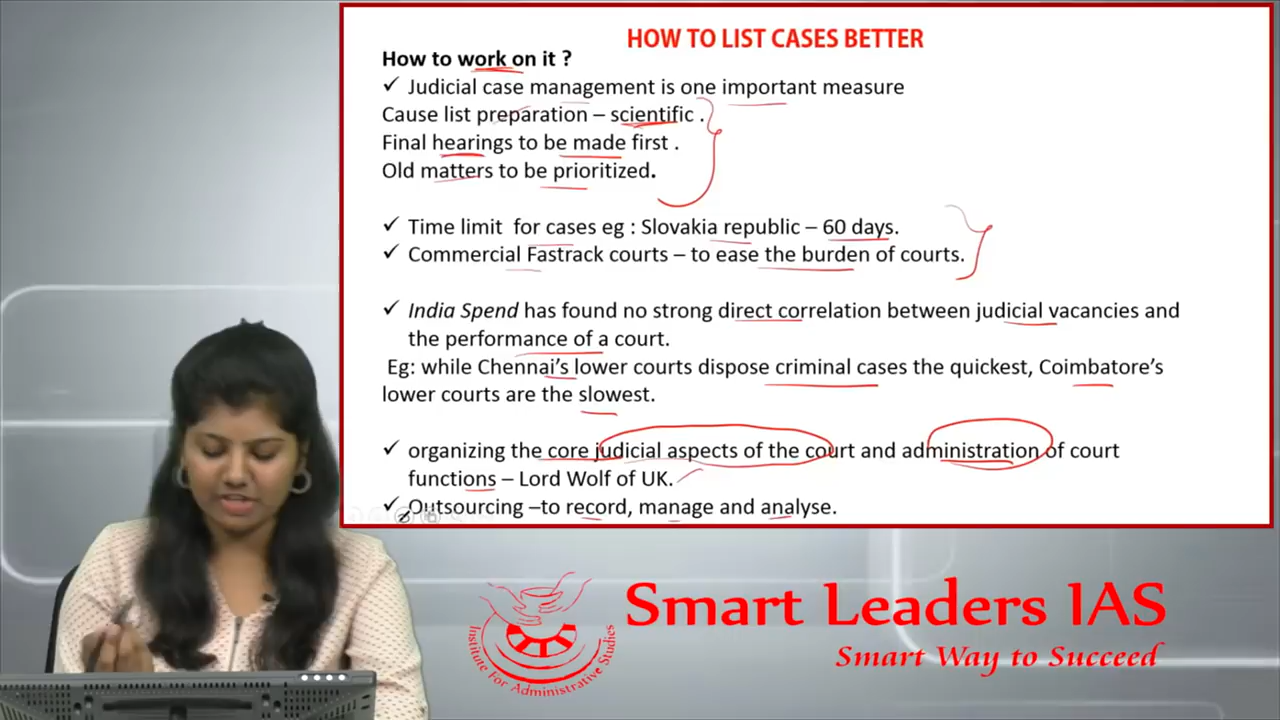 HOW TO LIST CASES BETTER
How to work on it ?
✓ Judicial case management is one important measure
Cause list preparation – scientific .
Final hearings to be made first .
Old matters to be prioritized.
✓ Time limit for cases eg : Slovakia republic – 60 days.
✓ Commercial Fastrack courts – to ease the burden of courts.
✓ India Spend has found no strong direct correlation between judicial vacancies and
the performance of a court.
Eg: while Chennai's lower courts dispose criminal cases the quickest, Coimbatore's
lower courts are the slowest.
✓ organizing the core judicial aspects of the court and administration of court
functions – Lord Wolf of UK.
✓ Outsourcing –to record, manage and analyse.
Institute For Administrative Studies
Smart Leaders IAS
Smart Way to Succeed